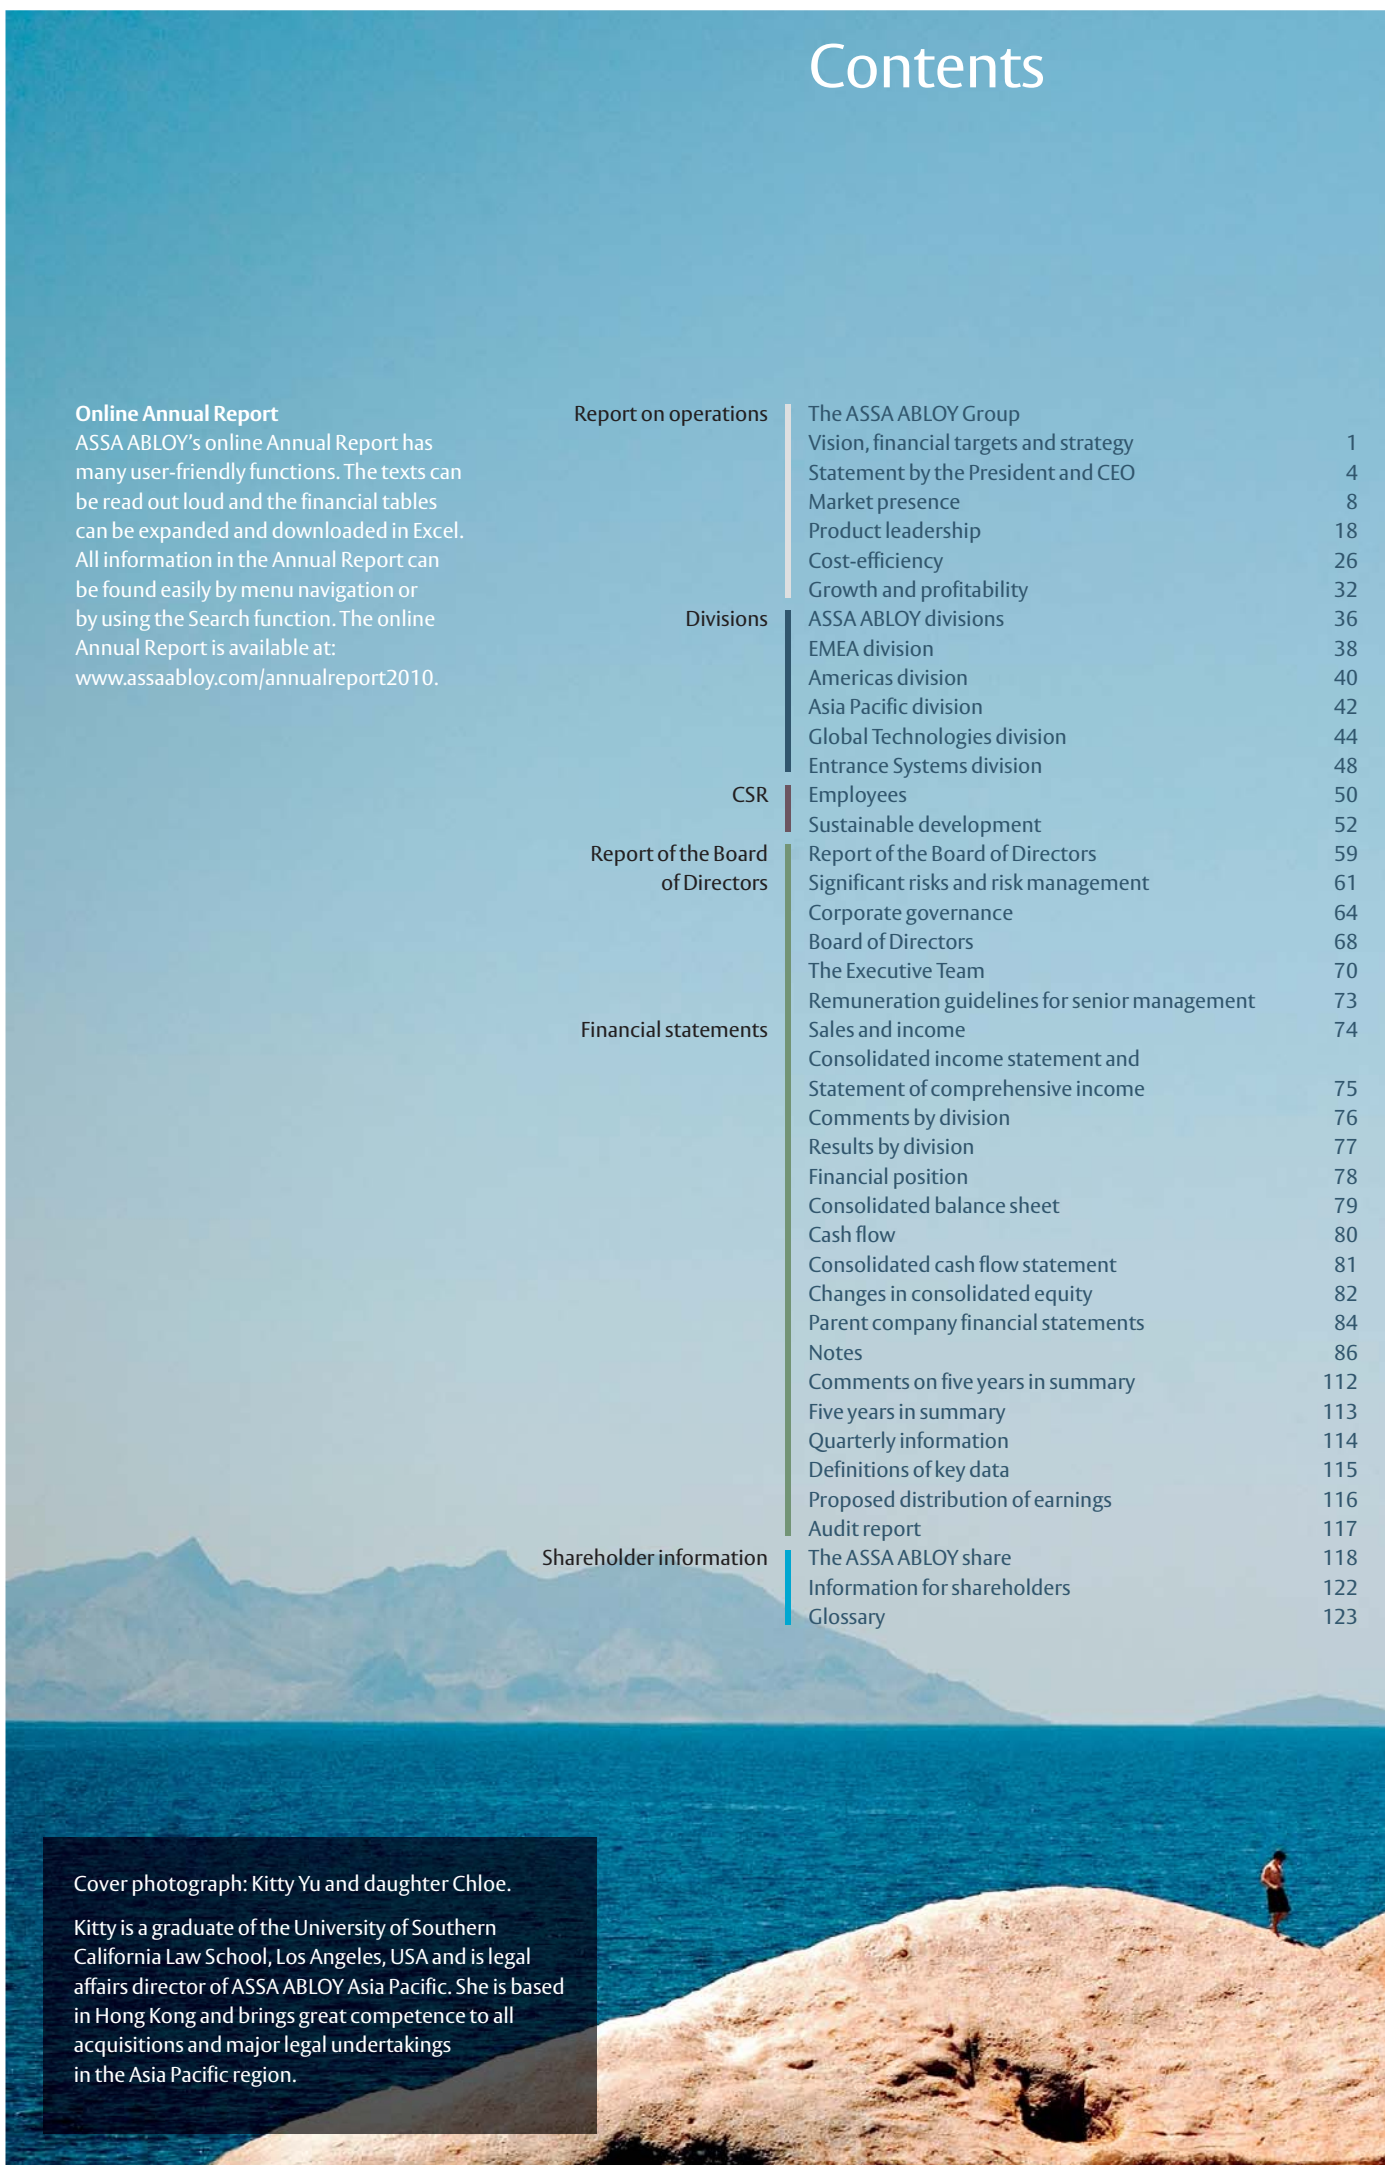 Contents
Online Annual Report
ASSA ABLOY’s online Annual Report has
many user-friendly functions. The texts can
be read out loud and the financial tables
can be expanded and downloaded in Excel.
All information in the Annual Report can
be found easily by menu navigation or
by using the Search function. The online
Annual Report is available at:
www.assaabloy.com/annualreport2010.
Report on operations The ASSA ABLOY Group
Vision, financial targets and strategy 1
Statement by the President and CEO 4
Market presence 8
Product leadership 18
Cost-efficiency 26
Growth and profitability 32
Divisions ASSA ABLOY divisions 36
EMEA division 38
Americas division 40
Asia Pacific division 42
Global Technologies division 44
Entrance Systems division 48
CSR Employees 50
Sustainable development 52
Report of the Board Report of the Board of Directors 59
of Directors Significant risks and risk management 61
Corporate governance 64
Board of Directors 68
The Executive Team 70
Remuneration guidelines for senior management 73
Financial statements Sales and income 74
Consolidated income statement and
Statement of comprehensive income 75
Comments by division 76
Results by division 77
Financial position 78
Consolidated balance sheet 79
Cash flow 80
Consolidated cash flow statement 81
Changes in consolidated equity 82
Parent company financial statements 84
Notes 86
Comments on five years in summary 112
Five years in summary 113
Quarterly information 114
Definitions of key data 115
Proposed distribution of earnings 116
Audit report 117
Shareholder information The ASSA ABLOY share 118
Information for shareholders 122
Glossary 123
Cover photograph: Kitty Yu and daughter Chloe.
Kitty is a graduate of the University of Southern
California Law School, Los Angeles, USA and is legal
affairs director of ASSA ABLOY Asia Pacific. She is based
in Hong Kong and brings great competence to all
acquisitions and major legal undertakings
in the Asia Pacific region.